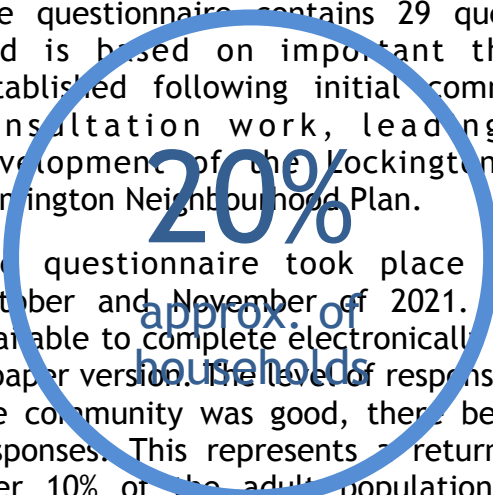 e questionnaire contains 29 que
d is based on important th
tablished following initial comm
nsultation work, leading
velopment of the Lockington
mington Neighbourhood Plan.
questionnaire took place
tober and November of 2021.
ailable to complete electronically
paper version. The level of respons
e community was good, there be
sponses. This represents a return
er 10% of the adult population
20%
approx. of
households